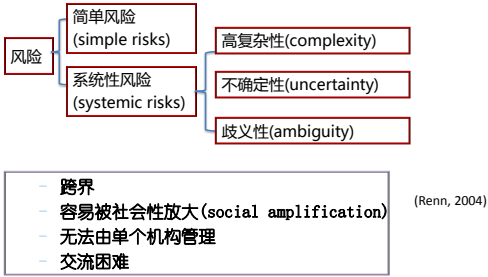 风险
简单风险
(simple risks)
系统性风险
(systemic risks)
高复杂性(complexity)
不确定性(uncertainty)
歧义性(ambiguity)
– 跨界
– 容易被社会性放大(social amplification)
– 无法由单个机构管理
– 交流困难
(Renn, 2004)